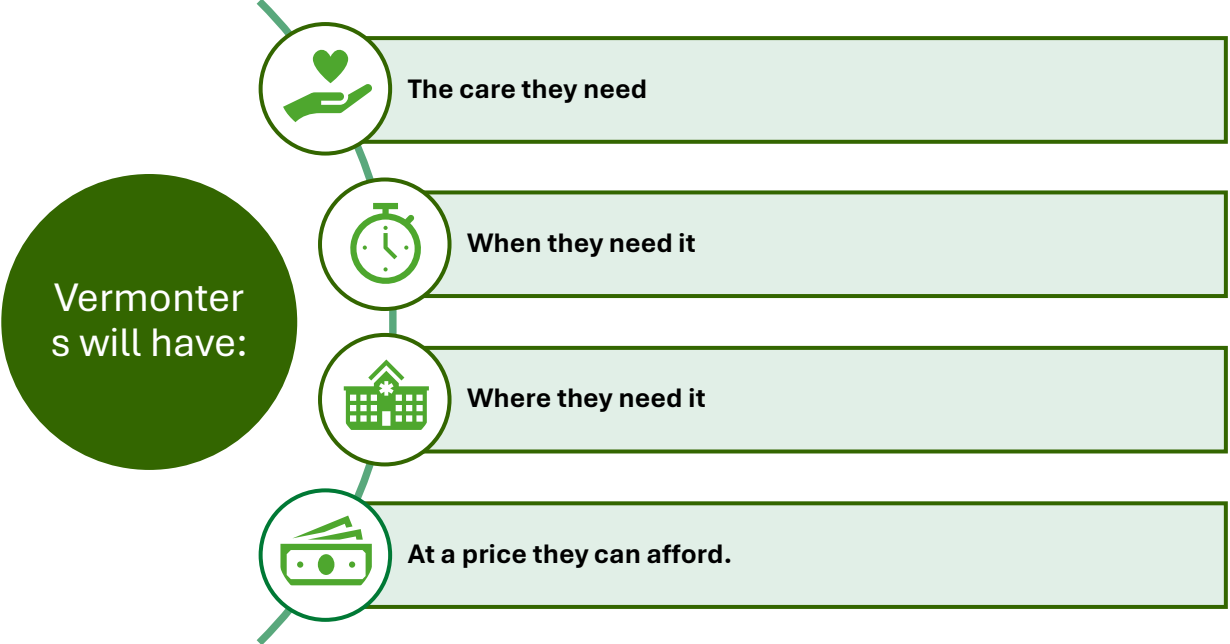 The care they need
When they need it
Vermonter
s will have:
Where they need it
At a price they can afford.